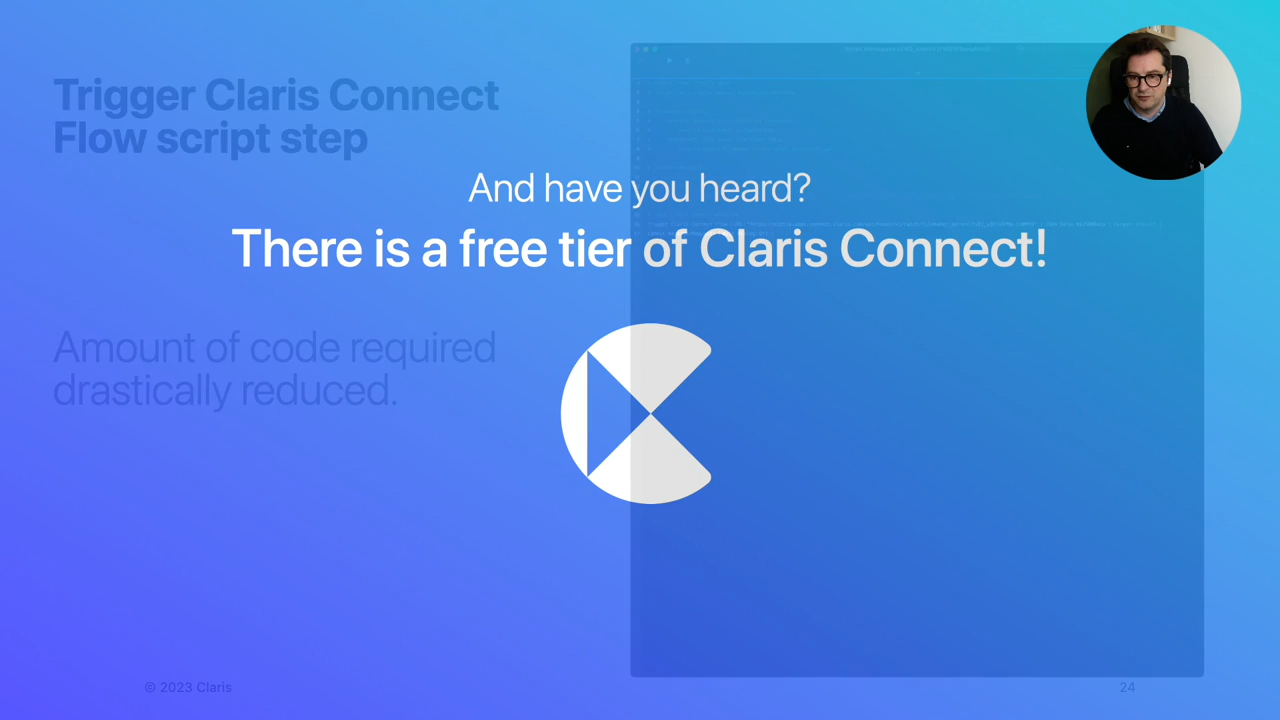 Trigger Claris Connect
Flow script step
And have you heard?
There is a free tier of Claris Connect!
Amount of code required
drastically reduced.
© 2023 Claris
24